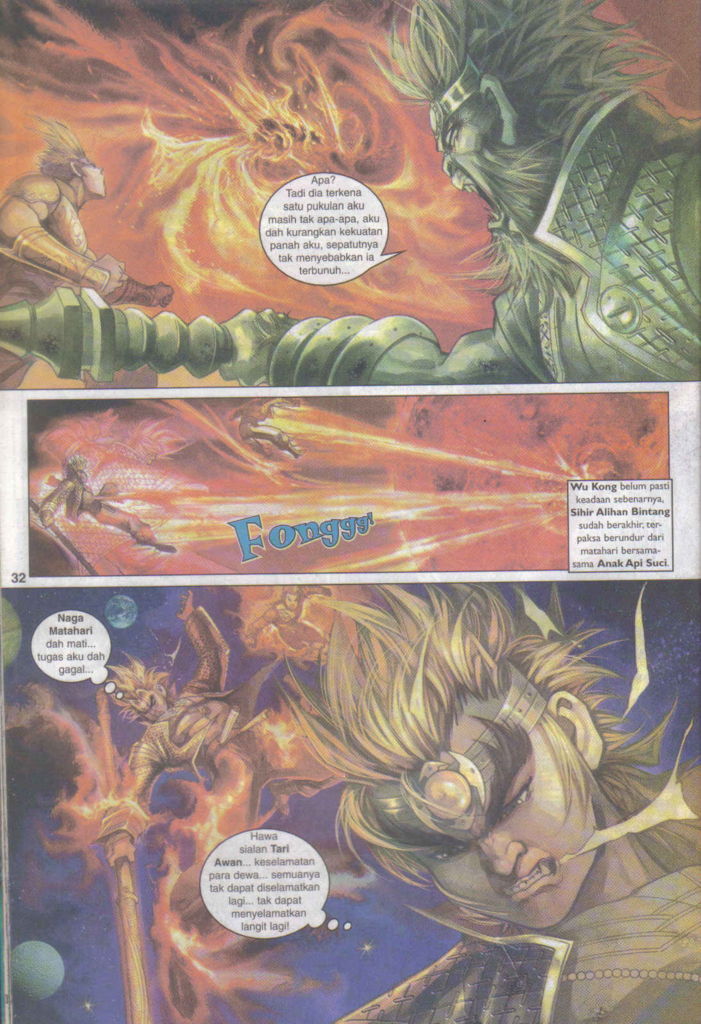 Apa?
Tadi dia terkena
satu pukulan aku
masih tak apa-apa, aku
dah kurangkan kekuatan
panah aku, sepatutnya
tak menyebabkan ia
terbunuh...
Wu Kong belum pasti
keadaan sebenarnya,
Sihir Alihan Bintang
sudah berakhir, ter-
paksa berundur dari
matahari bersama-
sama Anak Api Suci.
Fonggg!
32
Naga
Matahari
dah mati...
tugas aku dah
gagal...
Hawa
sialan Tari
Awan... keselamatan
para dewa... semuanya
tak dapat diselamatkan
lagi... tak dapat
menyelamatkan
langit lagi!